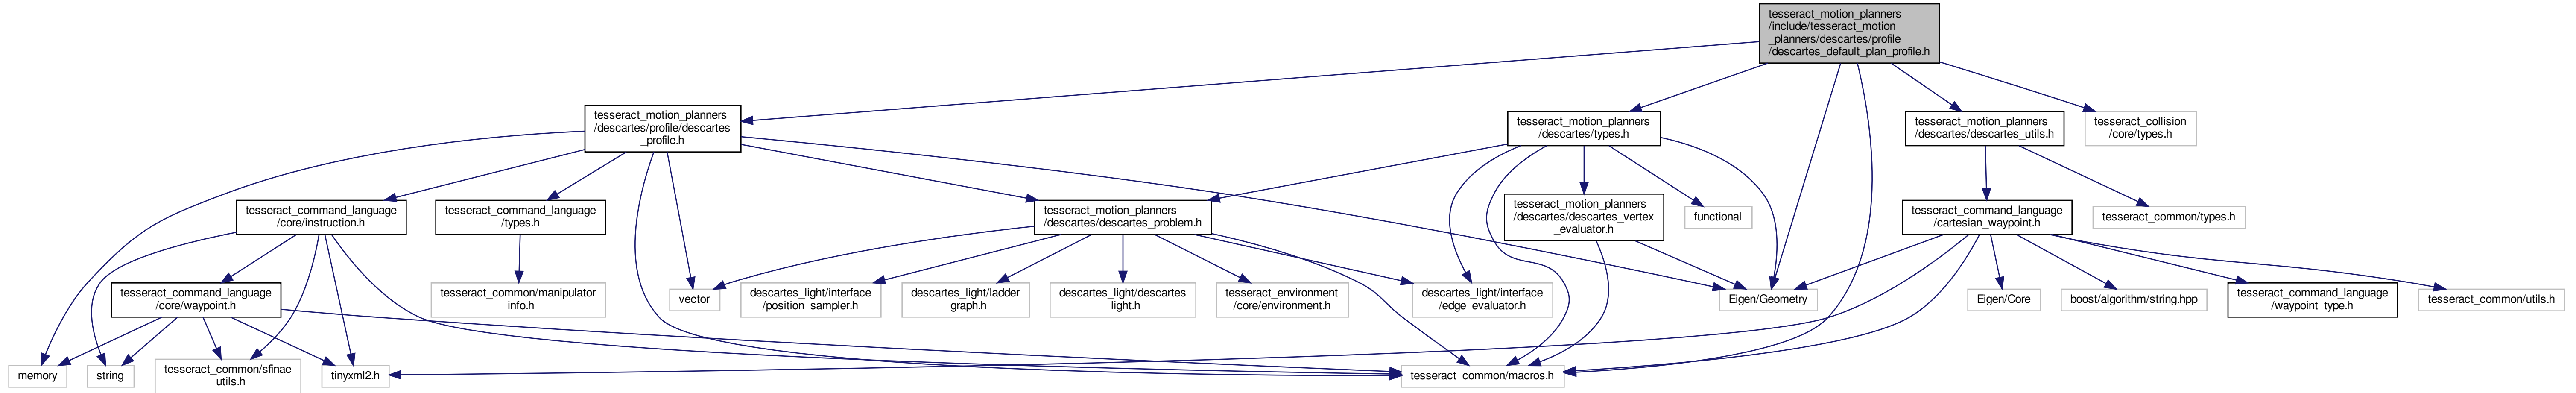 tesseract_motion_planners
/include/tesseract_motion
_planners/descartes/profile
/descartes_default_plan_profile.h
tesseract_motion_planners
/descartes/profile/descartes
_profile.h
tesseract_motion_planners
/descartes/types.h
tesseract_motion_planners
/descartes/descartes_utils.h
tesseract_collision
/core/types.h
tesseract_command_language
/core/instruction.h
tesseract_command_language
/types.h
tesseract_motion_planners
/descartes/descartes_problem.h
tesseract_motion_planners
/descartes/descartes_vertex
_evaluator.h
functional
tesseract_command_language
/cartesian_waypoint.h
tesseract_common/types.h
tesseract_command_language
/core/waypoint.h
tesseract_common/manipulator
_info.h
vector
descartes_light/interface
/position_sampler.h
descartes_light/ladder
_graph.h
descartes_light/descartes
_light.h
tesseract_environment
/core/environment.h
descartes_light/interface
/edge_evaluator.h
Eigen/Geometry
Eigen/Core
boost/algorithm/string.hpp
tesseract_command_language
/waypoint_type.h
tesseract_common/utils.h
memory
string
tesseract_common/sfinae
_utils.h
tinyxml2.h
tesseract_common/macros.h